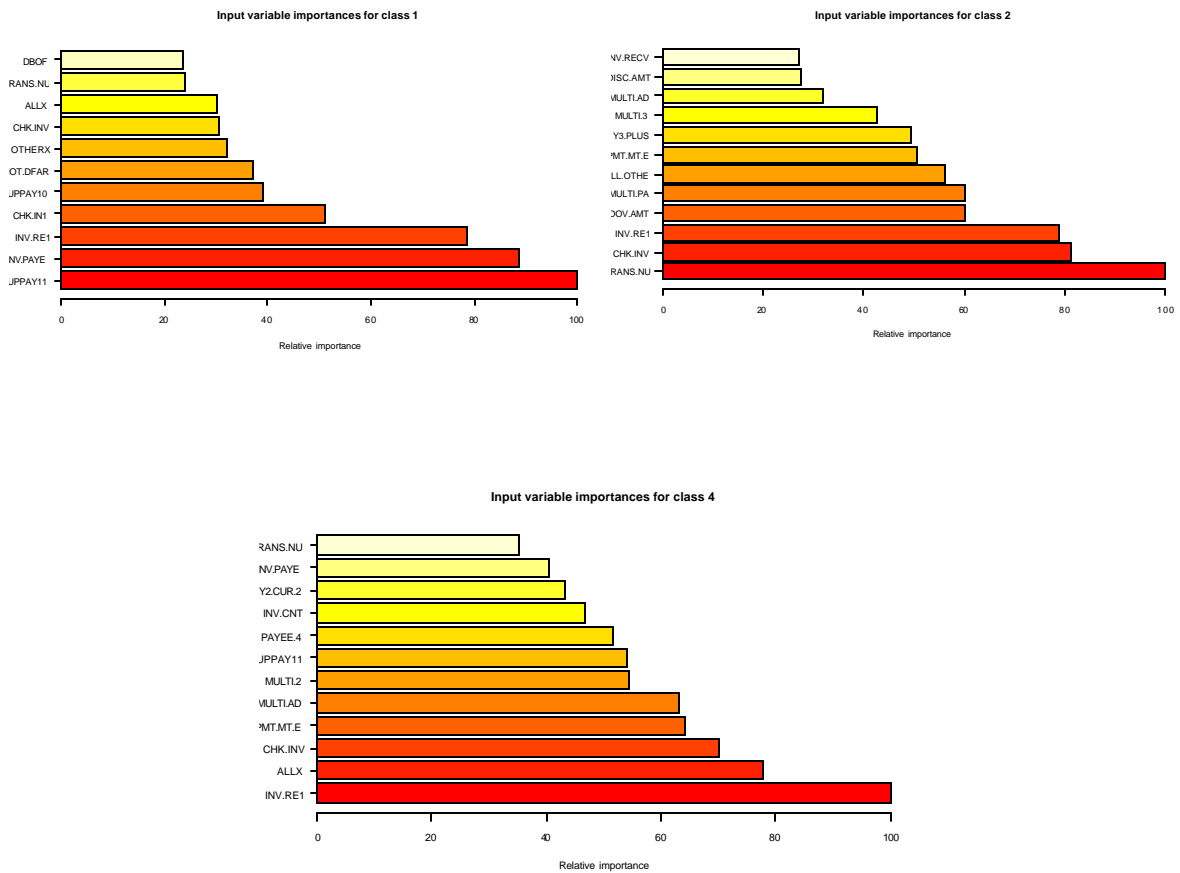 Input variable importances for class 1
DBOF
RANS.NU
ALLX
CHK.INV
OTHERX
OT.DFAR
JPPAY10
CHK.IN1
INV.RE1
NV.PAYE
JPPAY11
0 20 40 60 80 100
Relative importance
Input variable importances for class 2
NV.RECV
DISC.AMT
MULTI.AD
MULTI.3
Y3.PLUS
PMT.MT.E
LL.OTHE
MULTI.PA
DOV.AMT
INV.RE1
CHK.INV
RANS.NU
0 20 40 60 80 100
Relative importance
Input variable importances for class 4
RANS.NU
NV.PAYE
Y2.CUR.2
INV.CNT
PAYEE.4
JPPAY11
MULTI.2
MULTI.AD
PMT.MT.E
CHK.INV
ALLX
INV.RE1
0 20 40 60 80 100
Relative importance